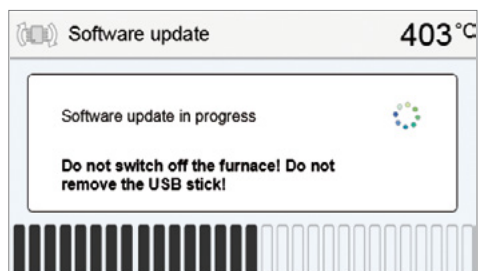 Software update
403°C
Software update in progress
Do not switch off the furnace! Do not
remove the USB stick!